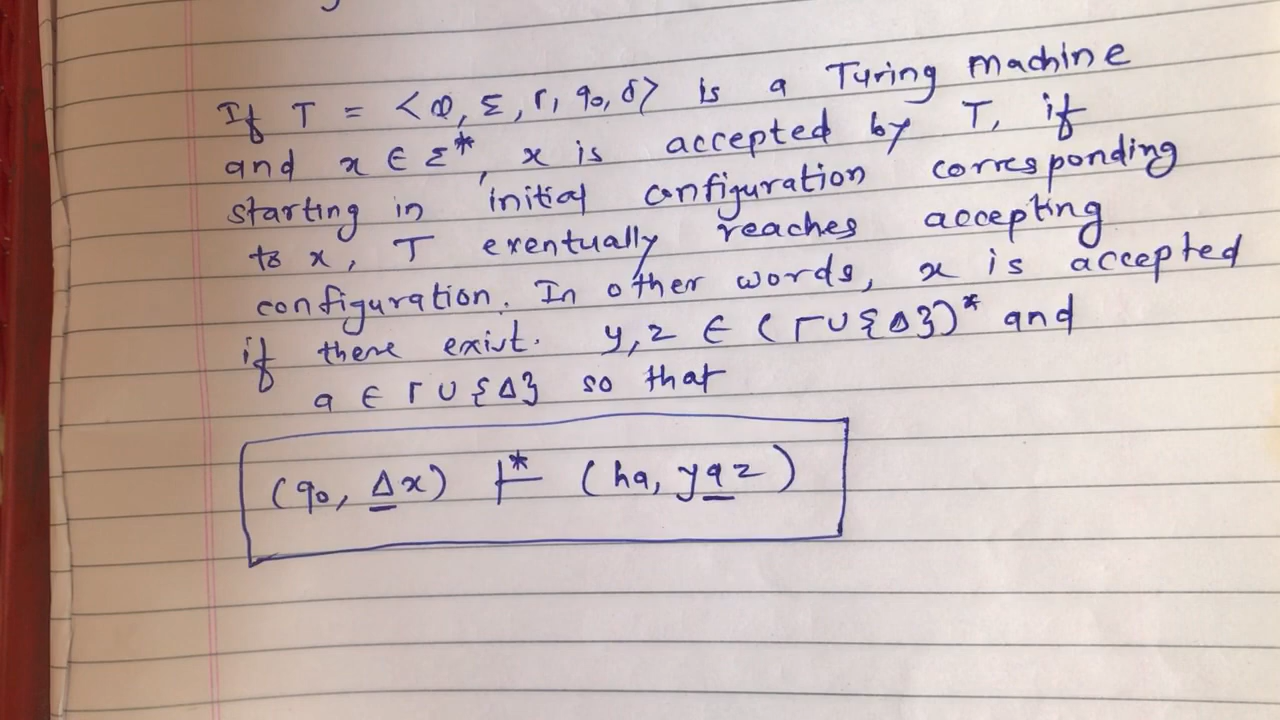 If T = <Q, Σ, Γ, q0, δ> is a Turing Machine
and x ∈ Σ*, x is accepted by T, if
starting in initial configuration corresponding
to x, T eventually reaches accepting
configuration. In other words, x is accepted
if there exist. y, z ∈ (Γ ∪ {Δ})* and
a ∈ Γ ∪ {Δ} so that
(q0, Δx) ⊢* (ha, yaz)